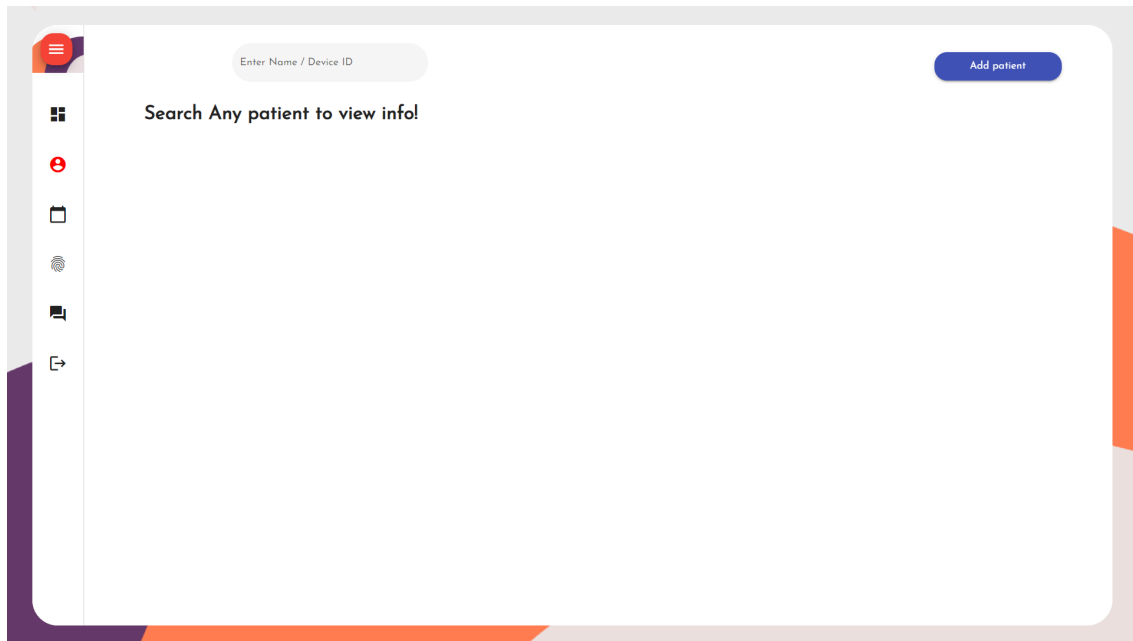 Enter Name / Device ID
Add patient
Search Any patient to view info!